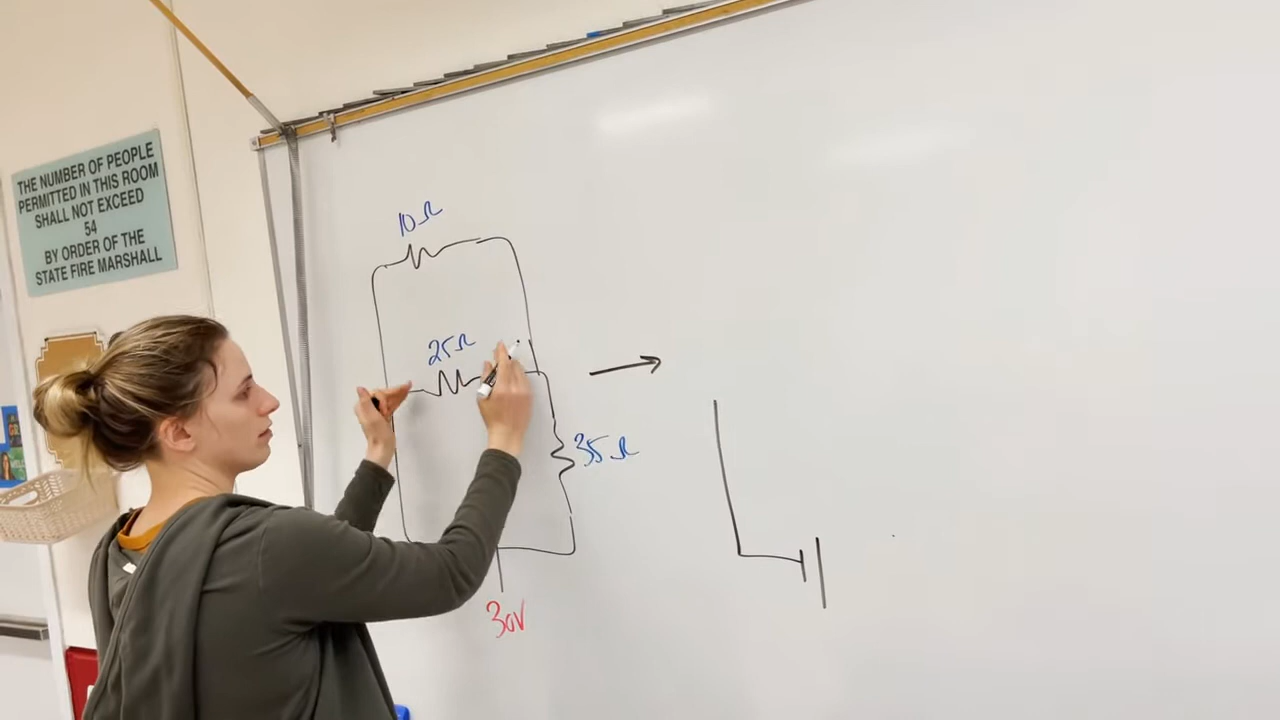 THE NUMBER OF PEOPLE
PERMITTED IN THIS ROOM
SHALL NOT EXCEED
54
BY ORDER OF THE
STATE FIRE MARSHALL
10Ω
25Ω
35Ω
30V